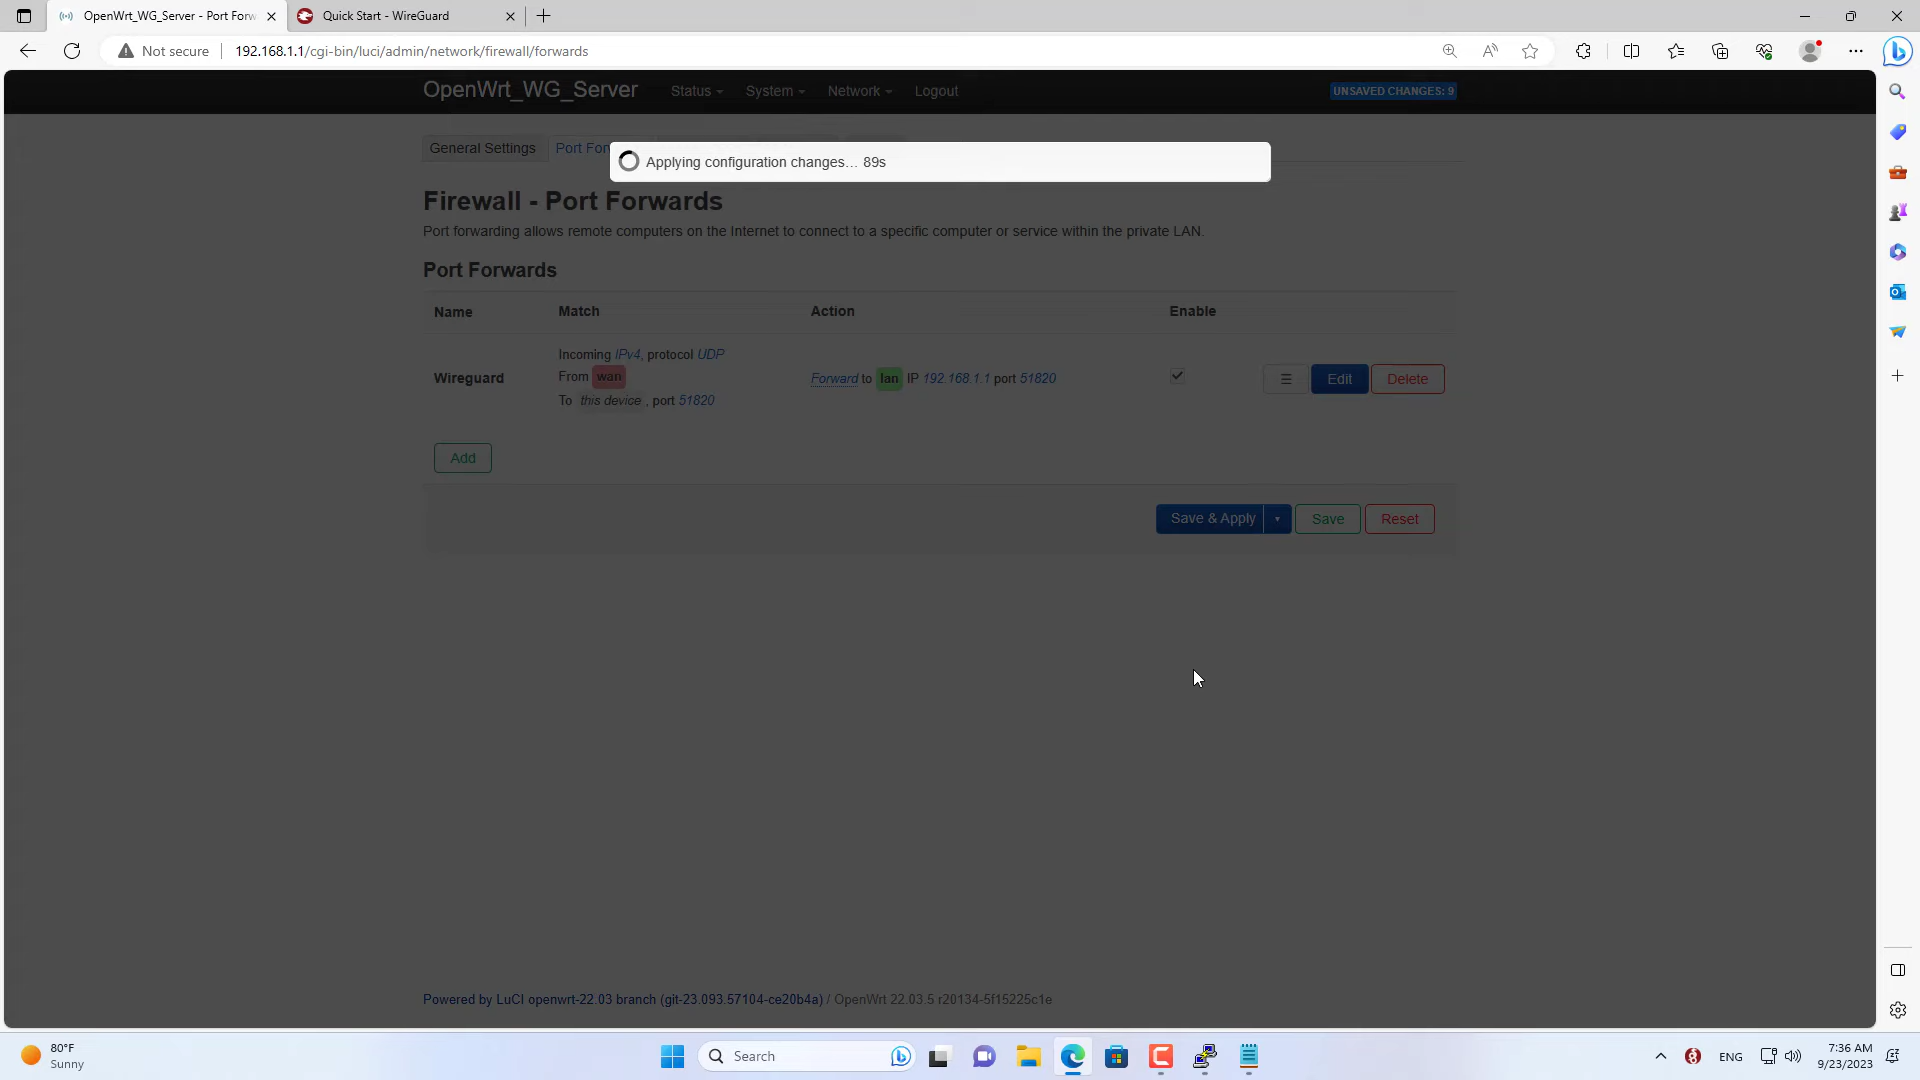 OpenWrt_WG_Server - Port Forw
Quick Start - WireGuard
Not secure
192.168.1.1/cgi-bin/luci/admin/network/firewall/forwards
OpenWrt_WG_Server
Status
System
Network
Logout
UNSAVED CHANGES: 9
General Settings
Port For
Applying configuration changes… 89s
Firewall - Port Forwards
Port forwarding allows remote computers on the Internet to connect to a specific computer or service within the private LAN.
Port Forwards
Name
Match
Action
Enable
Wireguard
Incoming IPv4, protocol UDP
From wan
To this device , port 51820
Forward to lan IP 192.168.1.1 port 51820
Edit
Delete
Add
Save & Apply
Save
Reset
Powered by LuCI openwrt-22.03 branch (git-23.093.57104-ce20b4a) / OpenWrt 22.03.5 r20134-5f15225c1e
80°F
Sunny
Search
ENG
7:36 AM
9/23/2023